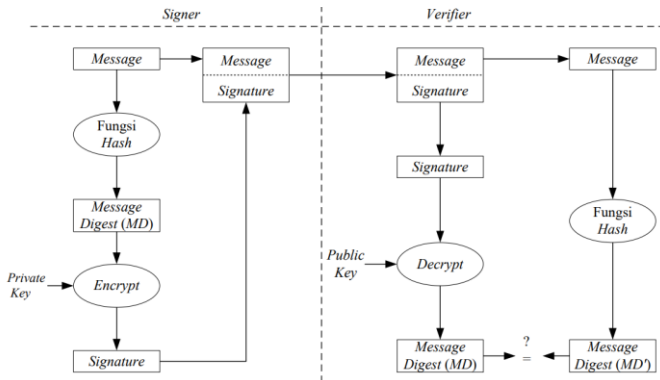 Signer
Verifier
Message
Message
Signature
Fungsi
Hash
Message
Digest (MD)
Private
Key
Encrypt
Signature
Message
Signature
Message
Signature
Fungsi
Hash
Public
Key
Decrypt
Message
Digest (MD)
?
=
Message
Digest (MD')